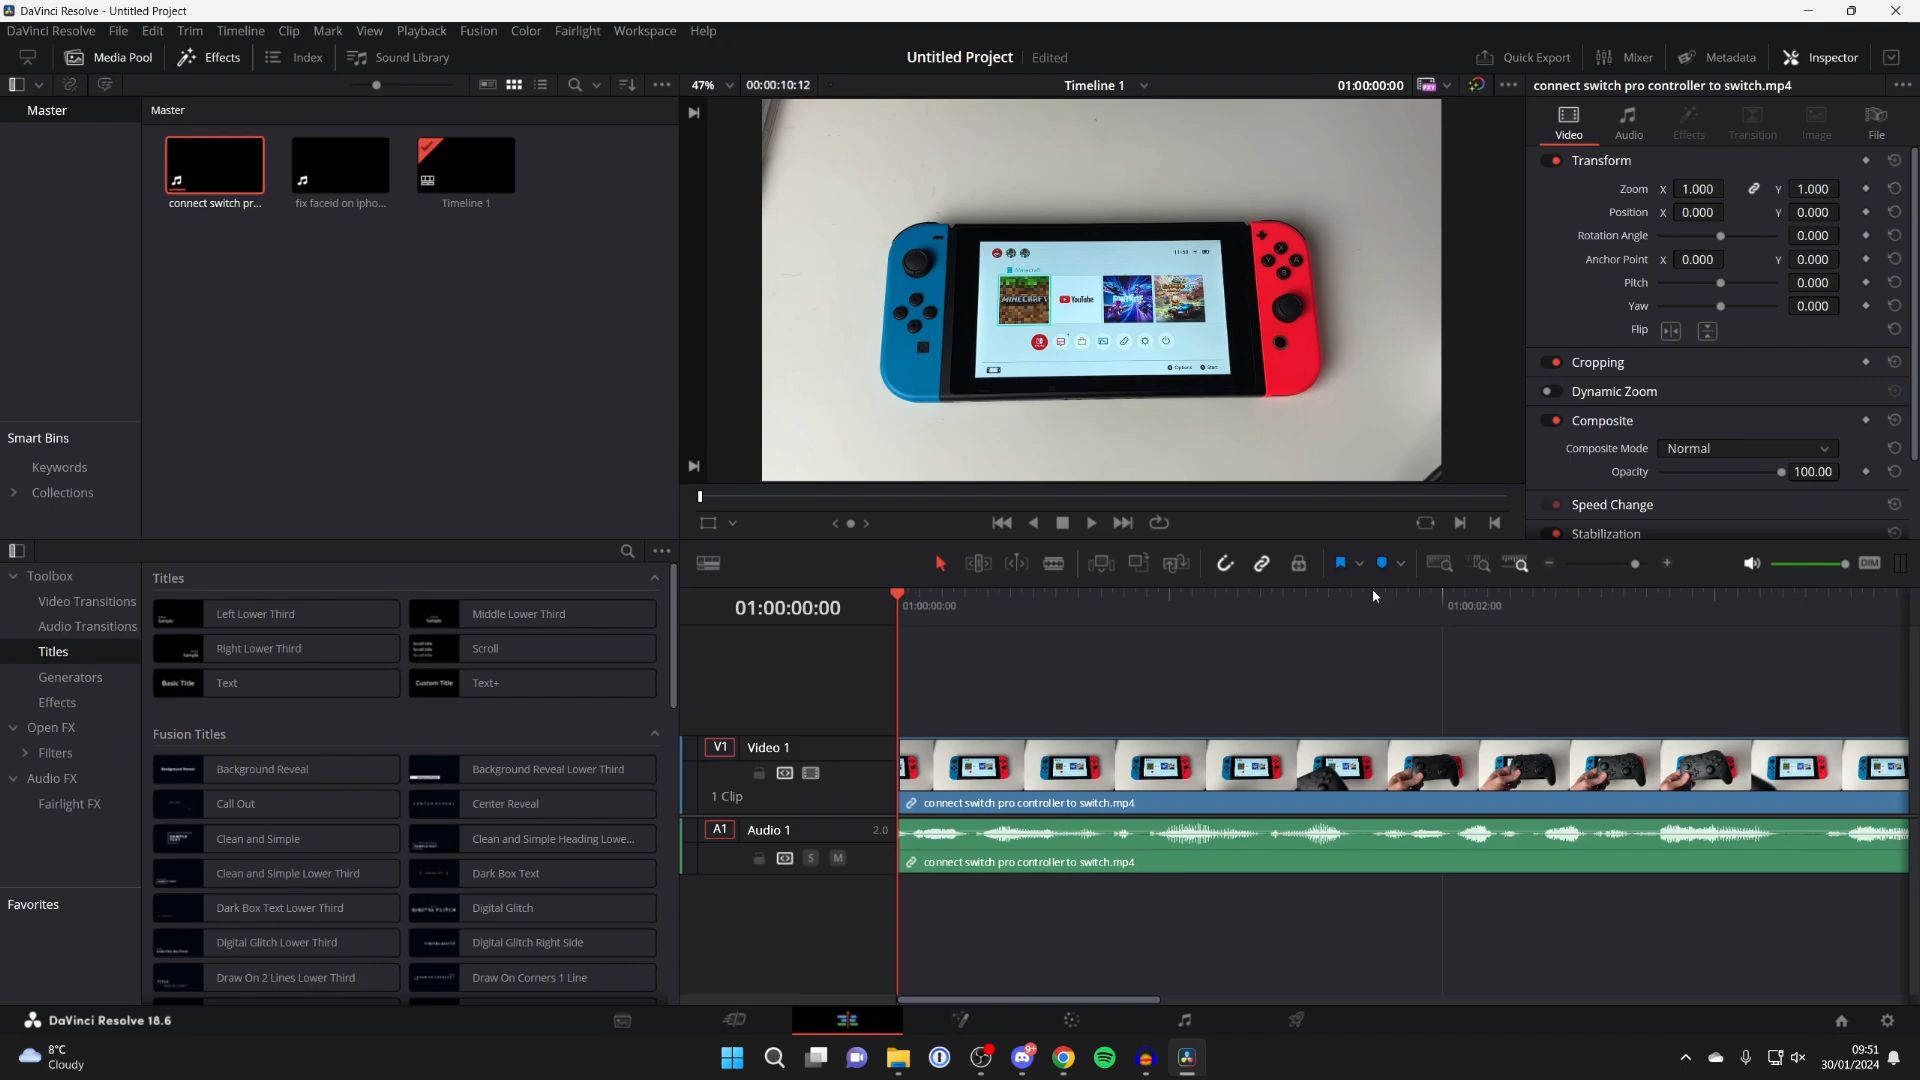 DaVinci Resolve - Untitled Project
DaVinci Resolve File Edit Trim Timeline Clip Mark View Playback Fusion Color Fairlight Workspace Help
Media Pool Effects Index Sound Library Untitled Project Edited Quick Export Mixer Metadata Inspector
47% 00:00:10:12 Timeline 1 01:00:00:00 connect switch pro controller to switch.mp4
Master Master
Video Audio Effects Transition Image File
connect switch pr... fix faceid on ipho... Timeline 1
Transform
Zoom X 1.000 Y 1.000
Position X 0.000 Y 0.000
Rotation Angle 0.000
Anchor Point X 0.000 Y 0.000
Pitch 0.000
Yaw 0.000
Flip
Cropping
Dynamic Zoom
Composite
Composite Mode Normal
Opacity 100.00
Speed Change
Stabilization
Minecraft
MINECRAFT YouTube
Options Start
Smart Bins
Keywords
Collections
Toolbox
Video Transitions
Audio Transitions
Titles
Generators
Effects
Open FX
Filters
Audio FX
Fairlight FX
Favorites
Titles
Left Lower Third Middle Lower Third
Right Lower Third Scroll
Basic Title Text Custom Title Text+
Fusion Titles
Background Reveal Background Reveal Lower Third
Call Out Center Reveal
Clean and Simple Clean and Simple Heading Lowe...
Clean and Simple Lower Third Dark Box Text
Dark Box Text Lower Third Digital Glitch
Digital Glitch Lower Third Digital Glitch Right Side
Draw On 2 Lines Lower Third Draw On Corners 1 Line
DIM
01:00:00:00 01:00:00:00 01:00:02:00
V1 Video 1
1 Clip
connect switch pro controller to switch.mp4
A1 Audio 1 2.0
S M
connect switch pro controller to switch.mp4
DaVinci Resolve 18.6
8°C
Cloudy
9+
09:51
30/01/2024